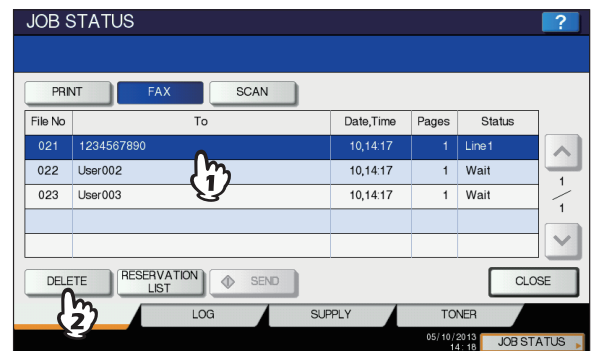 JOB STATUS ?
PRINT FAX SCAN
File No To Date,Time Pages Status
021 1234567890 10,14:17 1 Line1
022 User002 10,14:17 1 Wait
023 User003 10,14:17 1 Wait
1
1
1
DELETE RESERVATION LIST SEND CLOSE
2
LOG SUPPLY TONER
05/10/2013
14:18 JOB STATUS